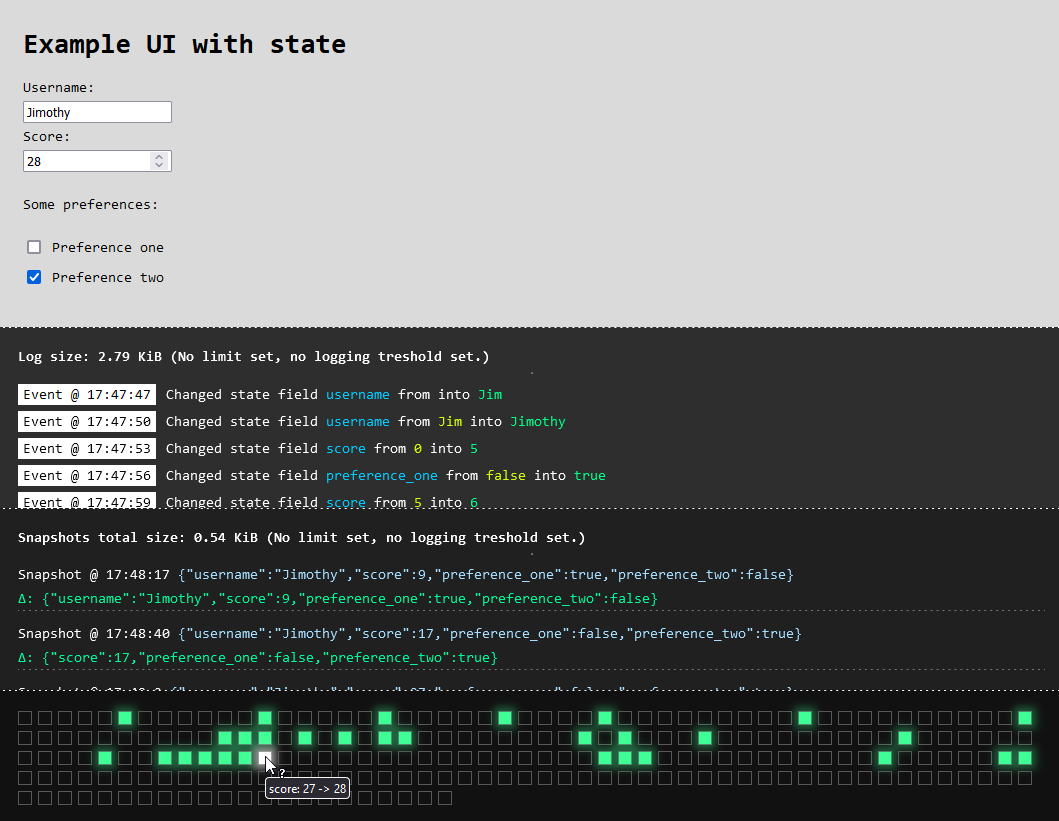 Example UI with state
Username:
Jimothy
Score:
28
Some preferences:
Preference one
Preference two
Log size: 2.79 KiB (No limit set, no logging treshold set.)
Event @ 17:47:47 Changed state field username from into Jim
Event @ 17:47:50 Changed state field username from Jim into Jimothy
Event @ 17:47:53 Changed state field score from 0 into 5
Event @ 17:47:56 Changed state field preference_one from false into true
Event @ 17:47:59 Changed state field score from 5 into 6
Snapshots total size: 0.54 KiB (No limit set, no logging treshold set.)
Snapshot @ 17:48:17 {"username":"Jimothy","score":9,"preference_one":true,"preference_two":false}
Δ: {"username":"Jimothy","score":9,"preference_one":true,"preference_two":false}
Snapshot @ 17:48:40 {"username":"Jimothy","score":17,"preference_one":false,"preference_two":true}
Δ: {"score":17,"preference_one":false,"preference_two":true}
?
score: 27 -> 28